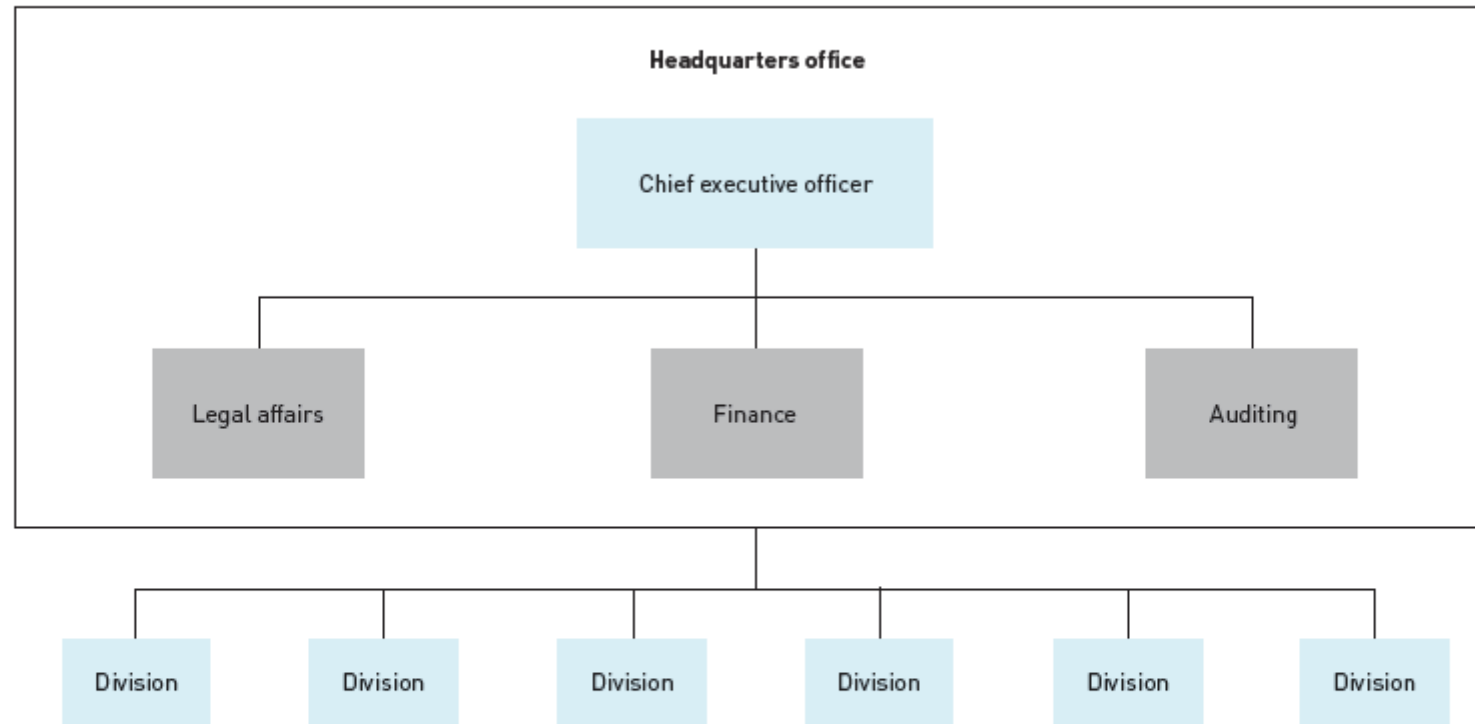 Headquarters office
Chief executive officer
Legal affairs
Finance
Auditing
Division
Division
Division
Division
Division
Division